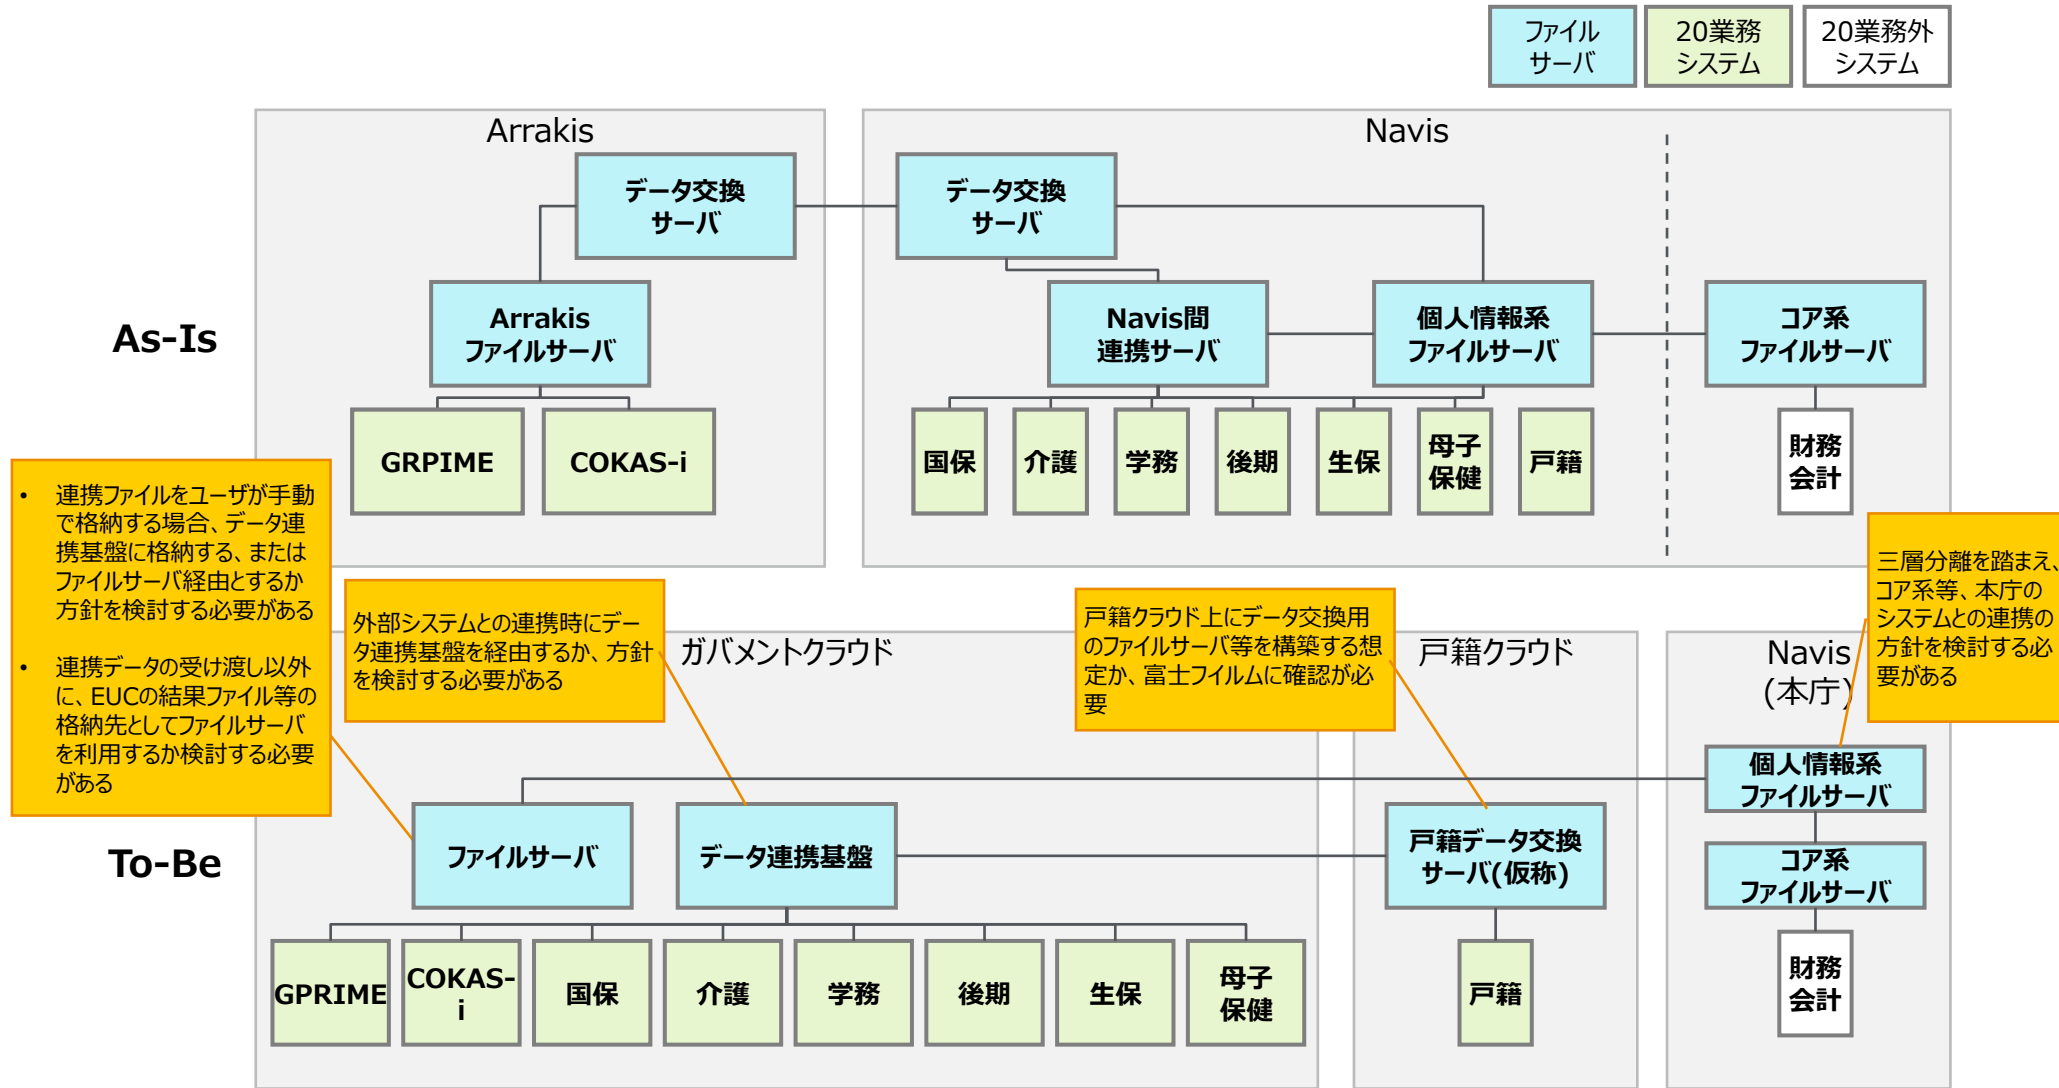 ファイル
サーバ
20業務
システム
20業務外
システム
Arrakis
Navis
データ交換
サーバ
データ交換
サーバ
As-Is
Arrakis
ファイルサーバ
Navis間
連携サーバ
個人情報系
ファイルサーバ
コア系
ファイルサーバ
GRPIME
COKAS-i
国保
介護
学務
後期
生保
母子
保健
戸籍
財務
会計
• 連携ファイルをユーザが手動
で格納する場合、データ連
携基盤に格納する、または
ファイルサーバ経由とするか
方針を検討する必要がある
• 連携データの受け渡し以外
に、EUCの結果ファイル等の
格納先としてファイルサーバ
を利用するか検討する必要
がある
外部システムとの連携時にデー
タ連携基盤を経由するか、方針
を検討する必要がある
戸籍クラウド上にデータ交換用
のファイルサーバ等を構築する想
定か、富士フイルムに確認が必
要
三層分離を踏まえ、
コア系等、本庁の
システムとの連携の
方針を検討する必
要がある
To-Be
ガバメントクラウド
戸籍クラウド
Navis
(本庁)
ファイルサーバ
データ連携基盤
戸籍データ交換
サーバ(仮称)
個人情報系
ファイルサーバ
コア系
ファイルサーバ
GPRIME
COKAS-
i
国保
介護
学務
後期
生保
母子
保健
戸籍
財務
会計